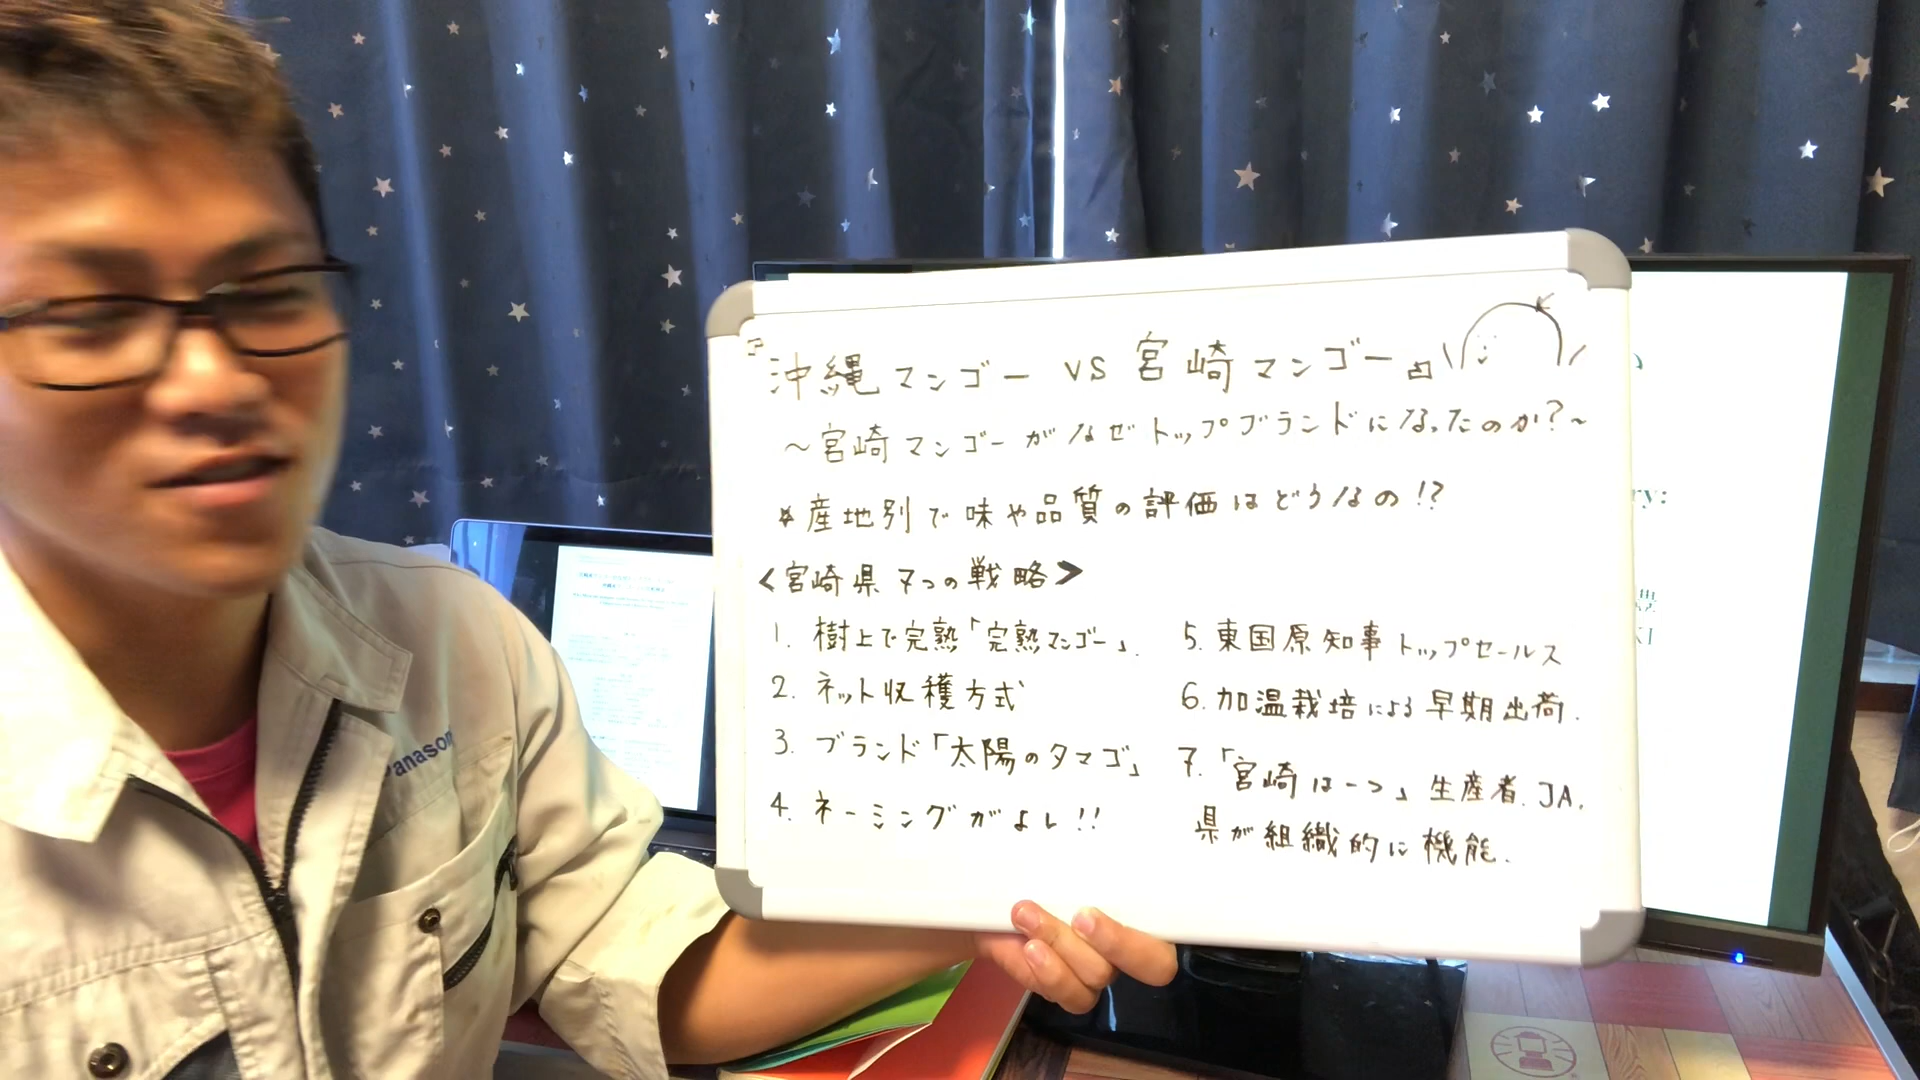 沖縄マンゴー VS 宮崎マンゴー
〜宮崎マンゴーがなぜトップブランドになったのか?〜
*産地別で味や品質の評価はどうなの!?
<宮崎県7つの戦略>
1. 樹上で完熟「完熟マンゴー」.
2. ネット収穫方式
3. ブランド「太陽のタマゴ」
4. ネーミングがよし!!
5. 東国原知事トップセールス
6. 加温栽培による早期出荷.
7. 「宮崎は一つ」生産者.JA.
県が組織的に機能.
Panasonic
ry: